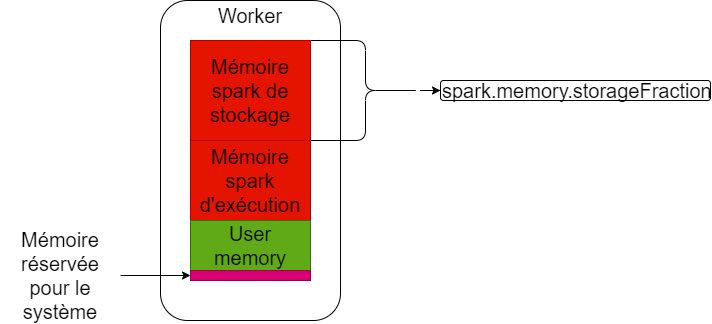 Worker
Mémoire
spark de
stockage
spark.memory.storageFraction
Mémoire
spark
d'exécution
User
memory
Mémoire
réservée
pour le
système